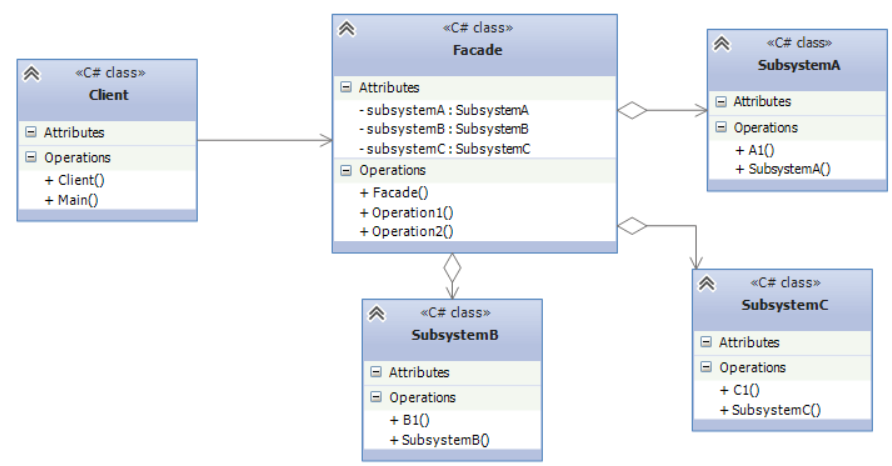 «C# class»
Client
Attributes
Operations
+ Client()
+ Main()
«C# class»
Facade
Attributes
- subsystemA : SubsystemA
- subsystemB : SubsystemB
- subsystemC : SubsystemC
Operations
+ Facade()
+ Operation1()
+ Operation2()
«C# class»
SubsystemA
Attributes
Operations
+ A1()
+ SubsystemA()
«C# class»
SubsystemB
Attributes
Operations
+ B1()
+ SubsystemB()
«C# class»
SubsystemC
Attributes
Operations
+ C1()
+ SubsystemC()